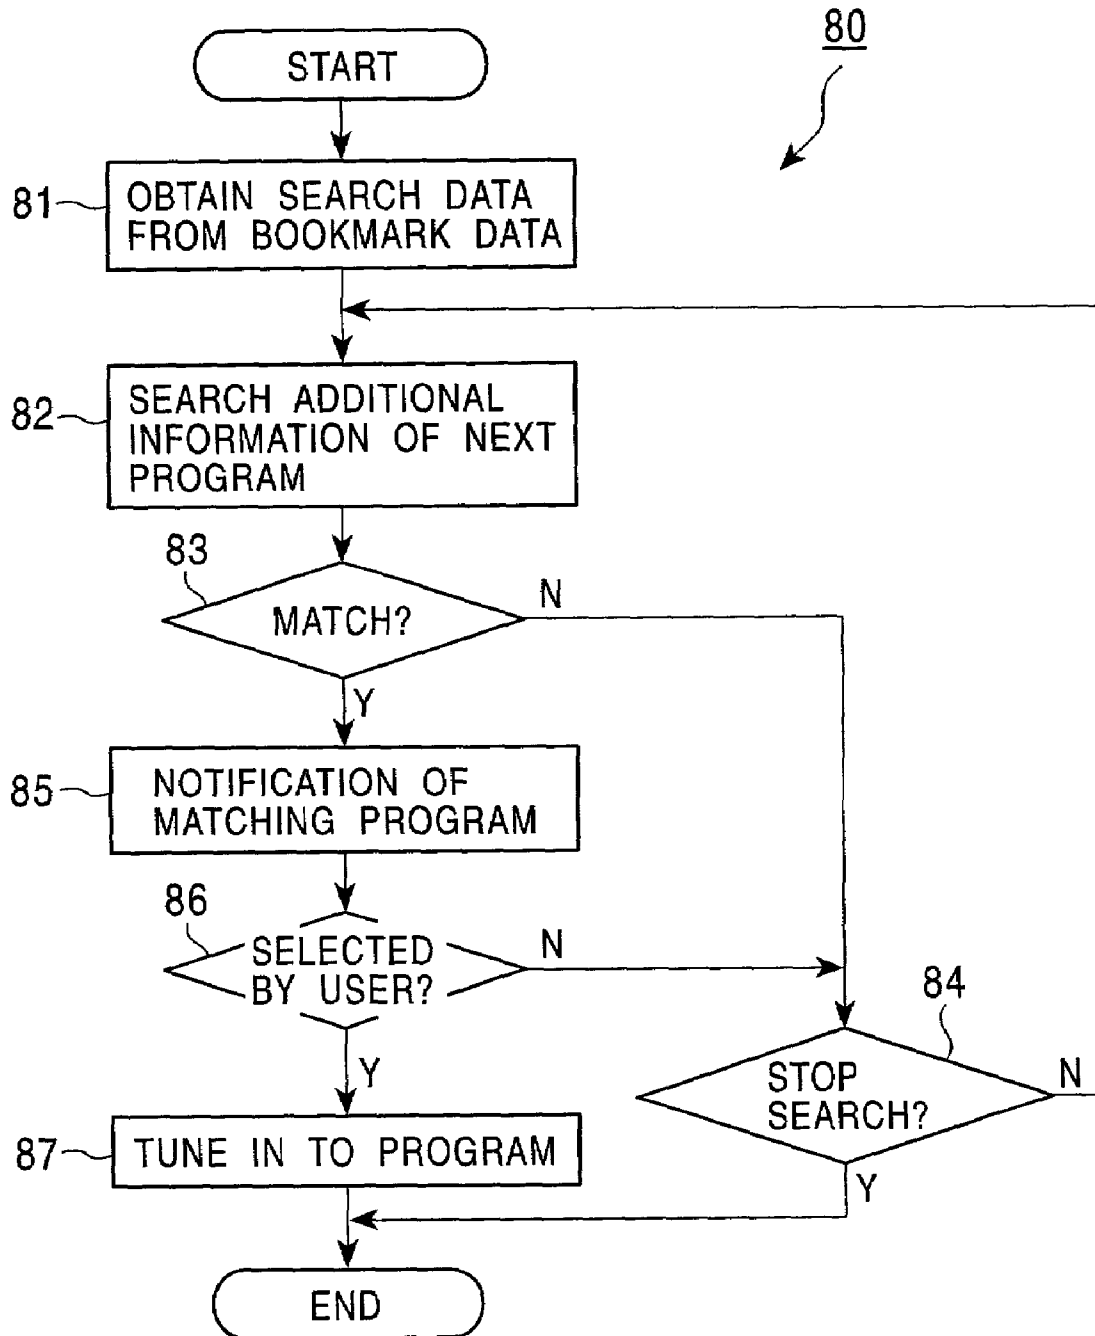 80
START
81
OBTAIN SEARCH DATA
FROM BOOKMARK DATA
82
SEARCH ADDITIONAL
INFORMATION OF NEXT
PROGRAM
83
MATCH?
N
Y
85
NOTIFICATION OF
MATCHING PROGRAM
86
SELECTED
BY USER?
N
Y
84
STOP
SEARCH?
N
Y
87
TUNE IN TO PROGRAM
END